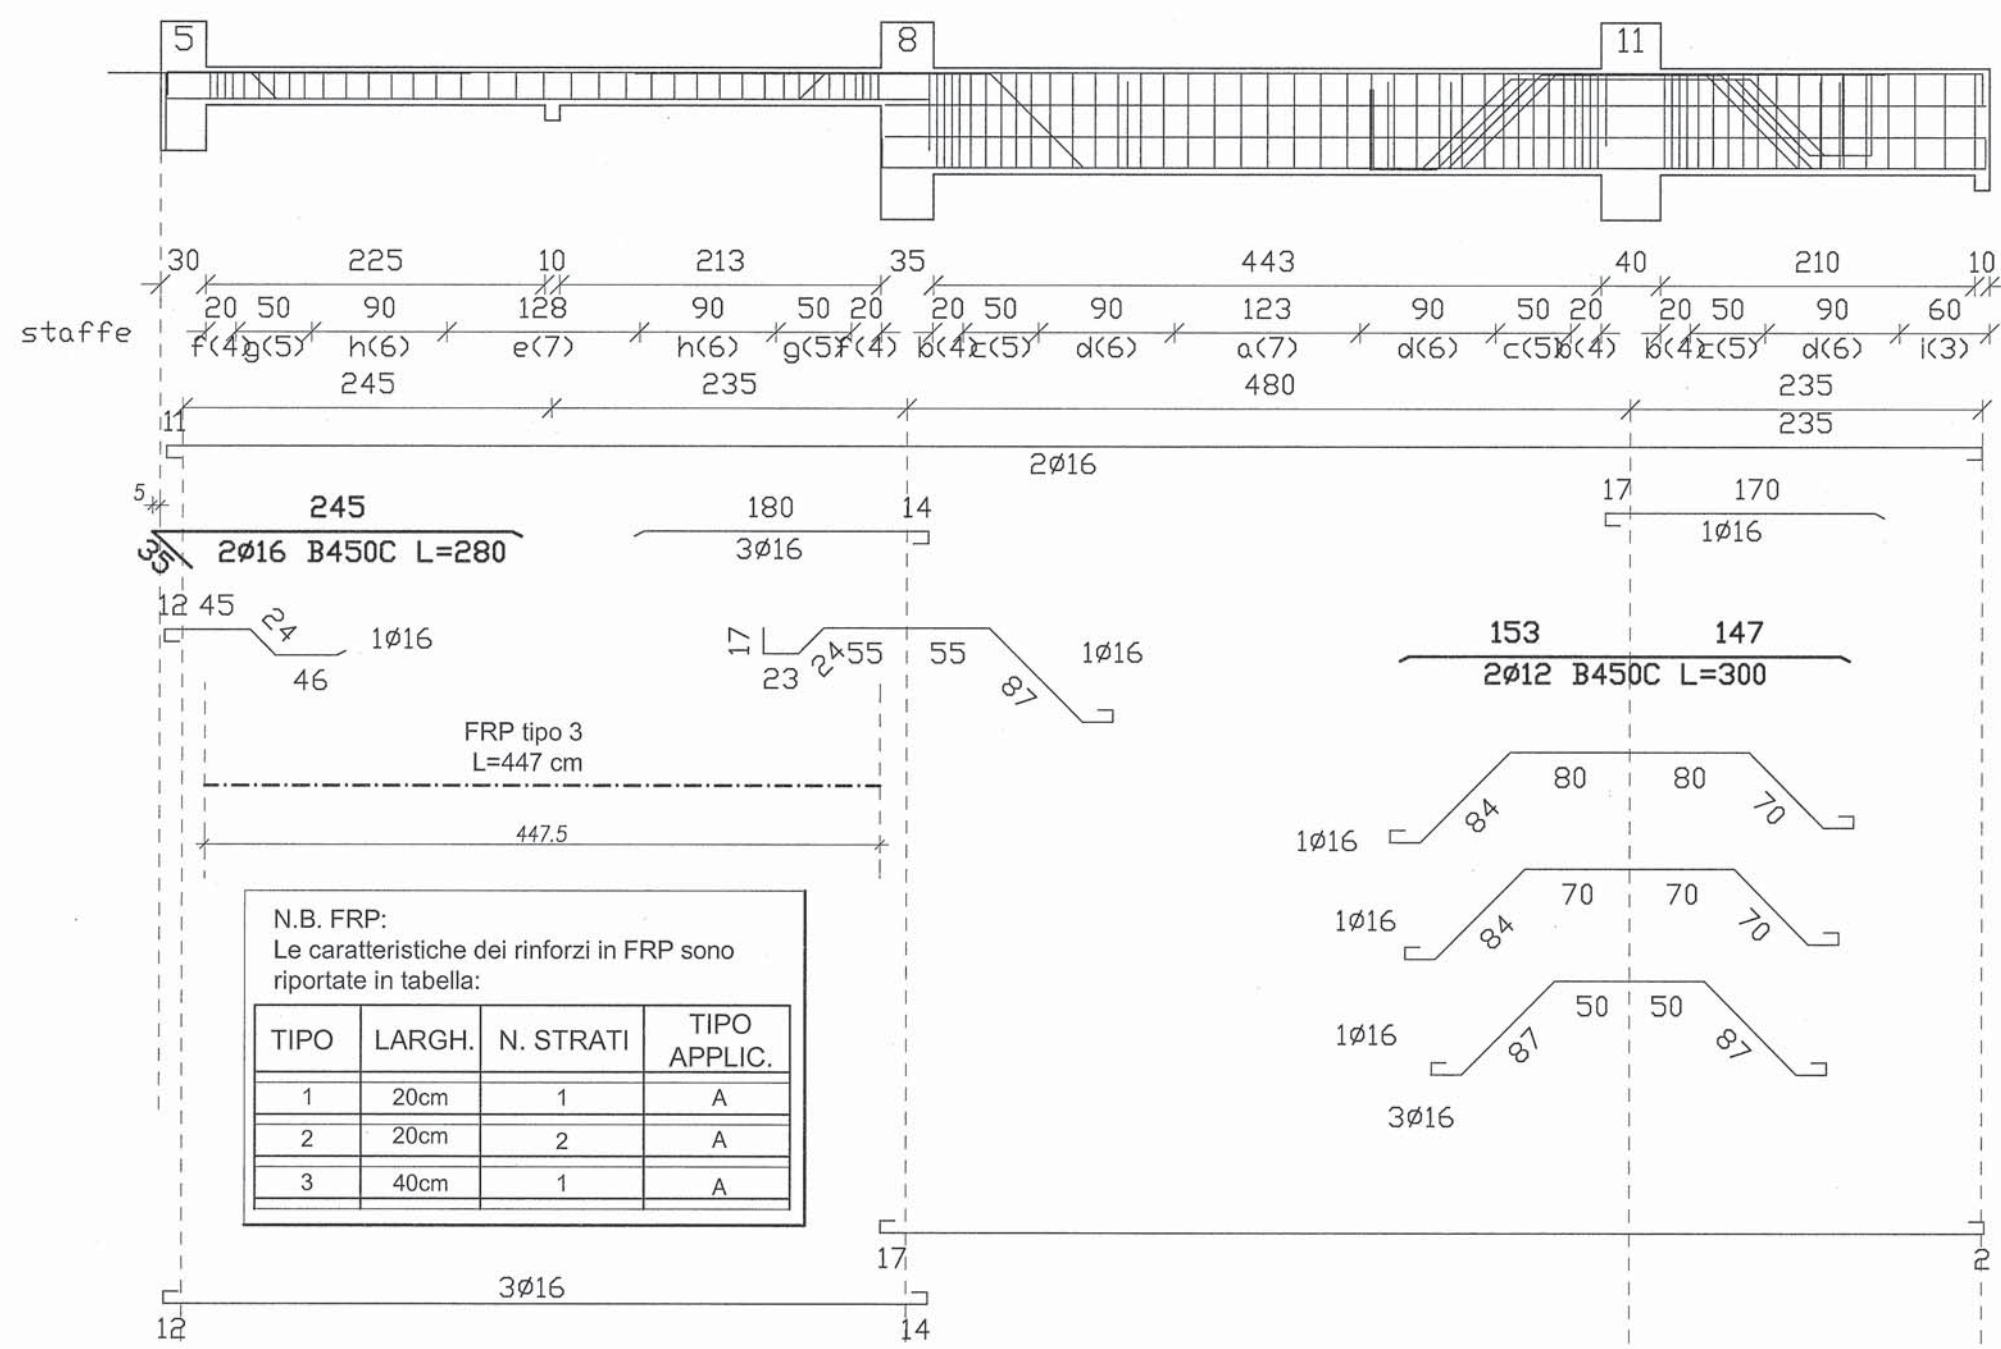 5 8 11
30 225 10 213 35 443 40 210 10
20 50 90 128 90 50 20 20 50 90 123 90 50 20 20 50 90 60
staffe
f(4) g(5) h(6) e(7) h(6) g(5) f(4) b(4) c(5) d(6) a(7) d(6) c(5) b(4) b(4) c(5) d(6) i(3)
245 235 480 235
11 235
2ø16
5 245 180 14 17 170
35 2ø16 B450C L=280 3ø16 1ø16
12 45 24 1ø16 46
17 23 24 55 55 87 1ø16
153 147
2ø12 B450C L=300
FRP tipo 3
L=447 cm
447.5
80 80
84 70
1ø16
70 70
84 70
1ø16
50 50
87 87
1ø16
3ø16
N.B. FRP:
Le caratteristiche dei rinforzi in FRP sono
riportate in tabella:
TIPO LARGH. N. STRATI TIPO APPLIC.
1 20cm 1 A
2 20cm 2 A
3 40cm 1 A
17 2
3ø16
12 14